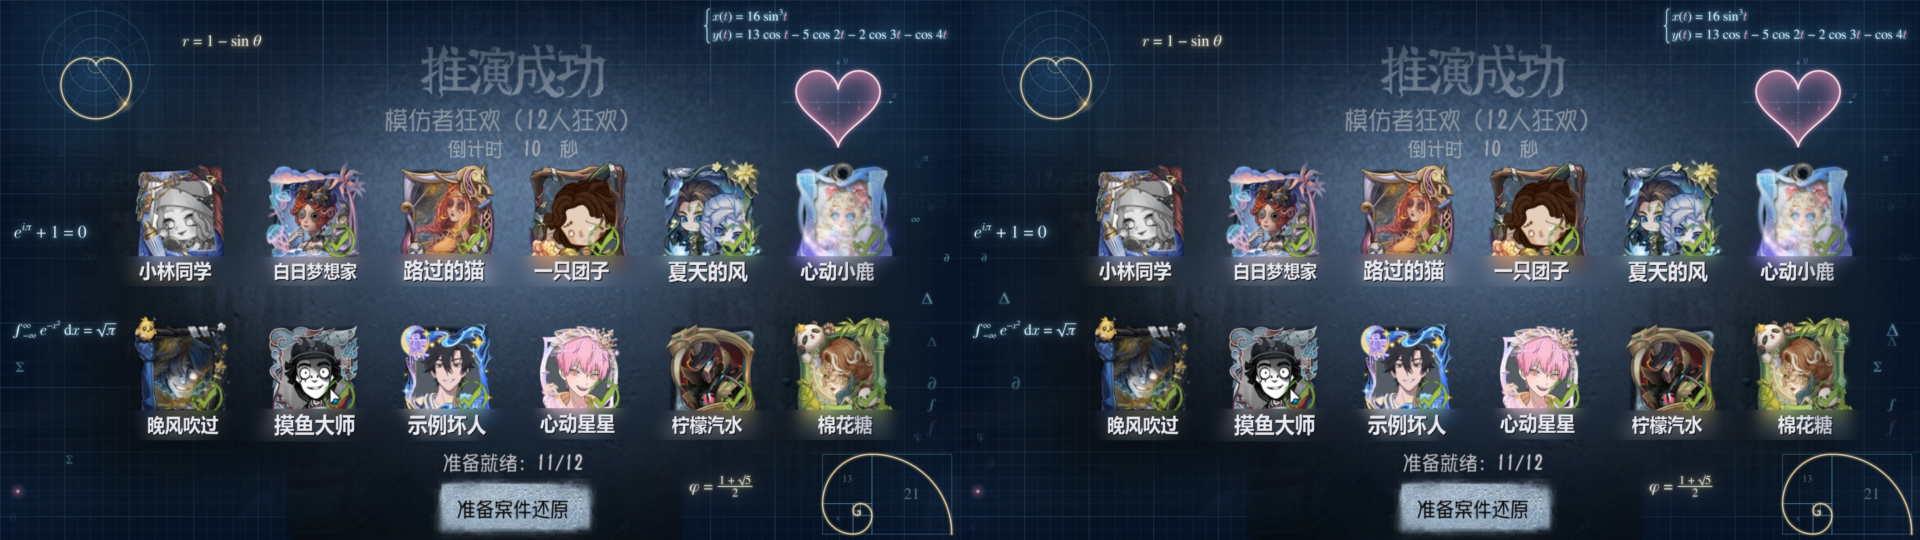 r = 1 − sin θ
x(t) = 16 sin³t
y(t) = 13 cos t − 5 cos 2t − 2 cos 3t − cos 4t
推演成功
模仿者狂欢（12人狂欢）
倒计时 10 秒
小林同学
白日梦想家
路过的猫
一只团子
夏天的风
心动小鹿
e^{iπ} + 1 = 0
∫_{−∞}^{∞} e^{−x²} dx = √π
晚风吹过
摸鱼大师
示例坏人
心动星星
柠檬汽水
棉花糖
准备就绪：11/12
准备案件还原
φ = (1 + √5)/2
13
21
r = 1 − sin θ
x(t) = 16 sin³t
y(t) = 13 cos t − 5 cos 2t − 2 cos 3t − cos 4t
推演成功
模仿者狂欢（12人狂欢）
倒计时 10 秒
小林同学
白日梦想家
路过的猫
一只团子
夏天的风
心动小鹿
e^{iπ} + 1 = 0
∫_{−∞}^{∞} e^{−x²} dx = √π
晚风吹过
摸鱼大师
示例坏人
心动星星
柠檬汽水
棉花糖
准备就绪：11/12
准备案件还原
φ = (1 + √5)/2
13
21